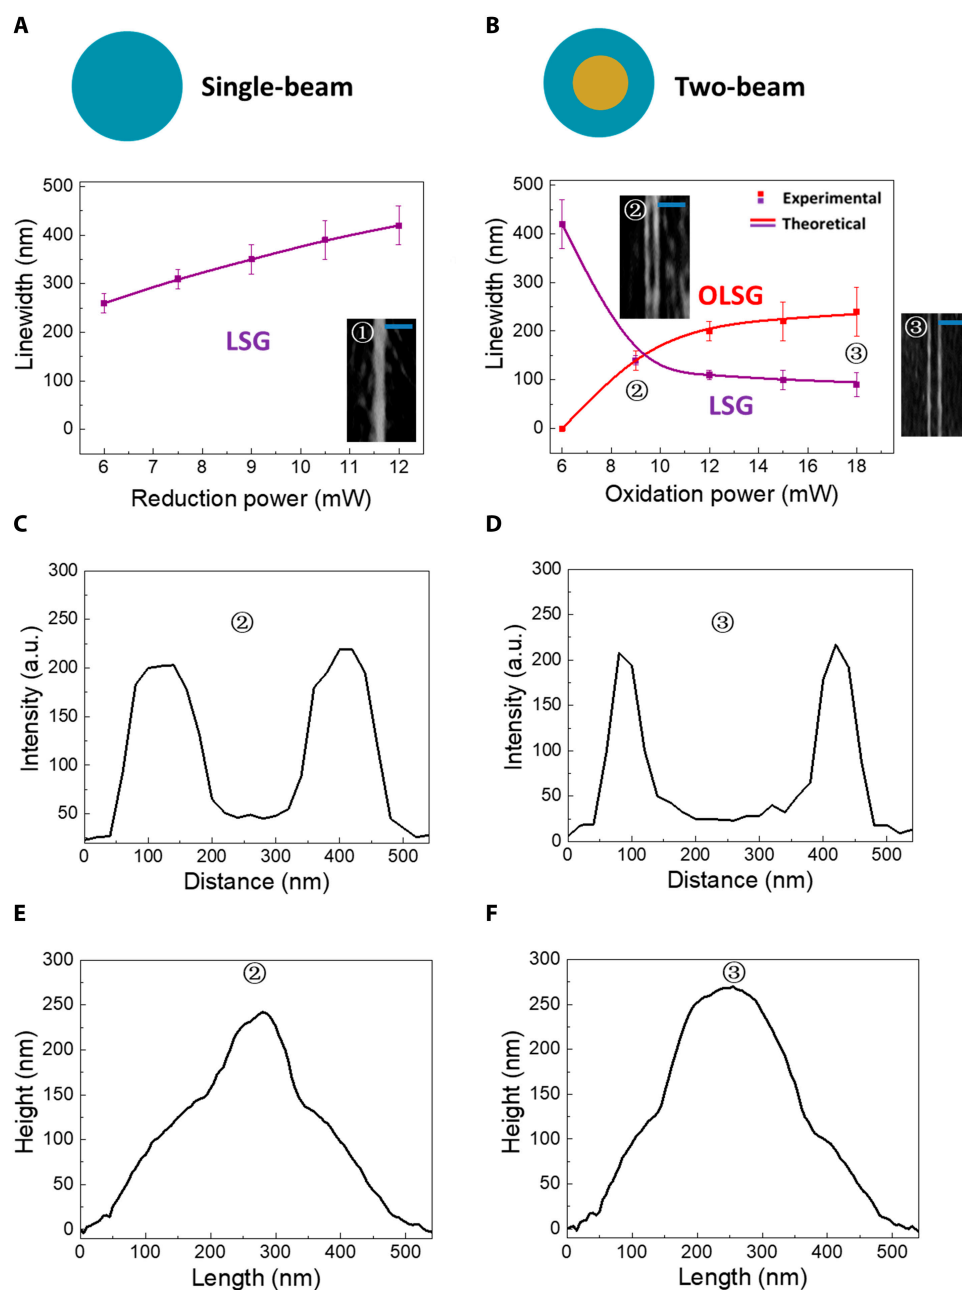 A
Single-beam
Linewidth (nm)
500
400
300
200
100
0
LSG
①
6 7 8 9 10 11 12
Reduction power (mW)
B
Two-beam
Linewidth (nm)
500
400
300
200
100
0
②
Experimental
Theoretical
OLSG
③
②
LSG
③
6 8 10 12 14 16 18
Oxidation power (mW)
C
Intensity (a.u.)
300
250
200
150
100
50
②
0 100 200 300 400 500
Distance (nm)
D
Intensity (a.u.)
300
250
200
150
100
50
0
③
0 100 200 300 400 500
Distance (nm)
E
Height (nm)
300
250
200
150
100
50
0
②
0 100 200 300 400 500
Length (nm)
F
Height (nm)
300
250
200
150
100
50
0
③
0 100 200 300 400 500
Length (nm)